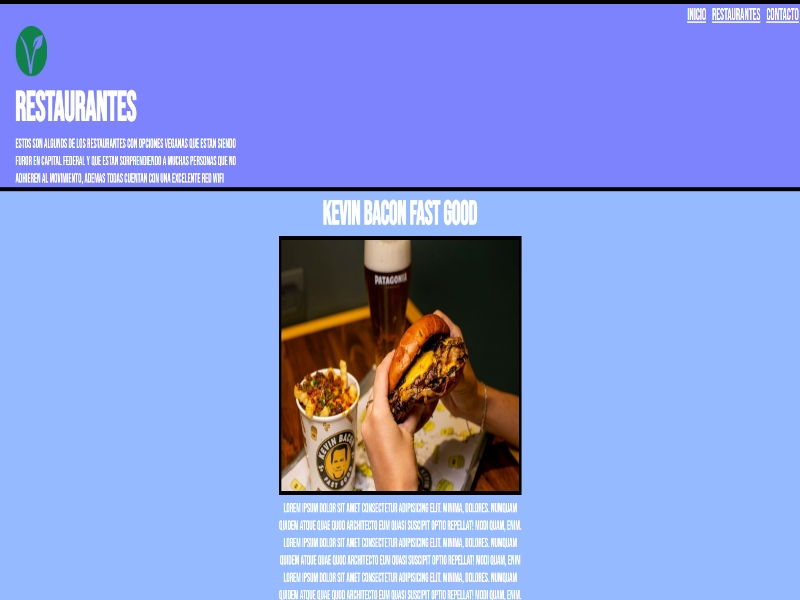 INICIO RESTAURANTES CONTACTO
RESTAURANTES
ESTOS SON ALGUNOS DE LOS RESTAURANTES CON OPCIONES VEGANAS QUE ESTAN SIENDO
FUROR EN CAPITAL FEDERAL Y QUE ESTAN SORPRENDIENDO A MUCHAS PERSONAS QUE NO
ADHIEREN AL MOVIMIENTO, ADEMAS TODAS CUENTAN CON UNA EXCELENTE RED WIFI
KEVIN BACON FAST GOOD
PATAGONIA
KEVIN BACON
FAST GOOD
LOREM IPSUM DOLOR SIT AMET CONSECTETUR ADIPISICING ELIT. MINIMA, DOLORES. NUMQUAM
QUIDEM ATQUE QUAE QUOD ARCHITECTO EUM QUASI SUSCIPIT OPTIO REPELLAT! MODI QUAM, ENIM.
LOREM IPSUM DOLOR SIT AMET CONSECTETUR ADIPISICING ELIT. MINIMA, DOLORES. NUMQUAM
QUIDEM ATQUE QUAE QUOD ARCHITECTO EUM QUASI SUSCIPIT OPTIO REPELLAT! MODI QUAM, ENIM
LOREM IPSUM DOLOR SIT AMET CONSECTETUR ADIPISICING ELIT. MINIMA, DOLORES. NUMQUAM
QUIDEM ATQUE QUAE QUOD ARCHITECTO EUM QUASI SUSCIPIT OPTIO REPELLAT! MODI QUAM, ENIM.